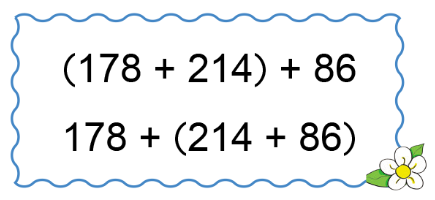 (178 + 214) + 86
178 + (214 + 86)